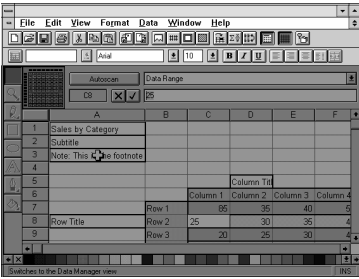 File Edit View Format Data Window Help
Arial 10 B I U
Autoscan Data Range
C8 25
A B C D E F
1 Sales by Category
2 Subtitle
3 Note: This is the footnote
4
5 Column Titl
6 Column 1 Column 2 Column 3 Column 4
7 Row 1 65 35 40 5
8 Row Title Row 2 25 30 35 4
9 Row 3 20 25 30 4
Switches to the Data Manager view INS